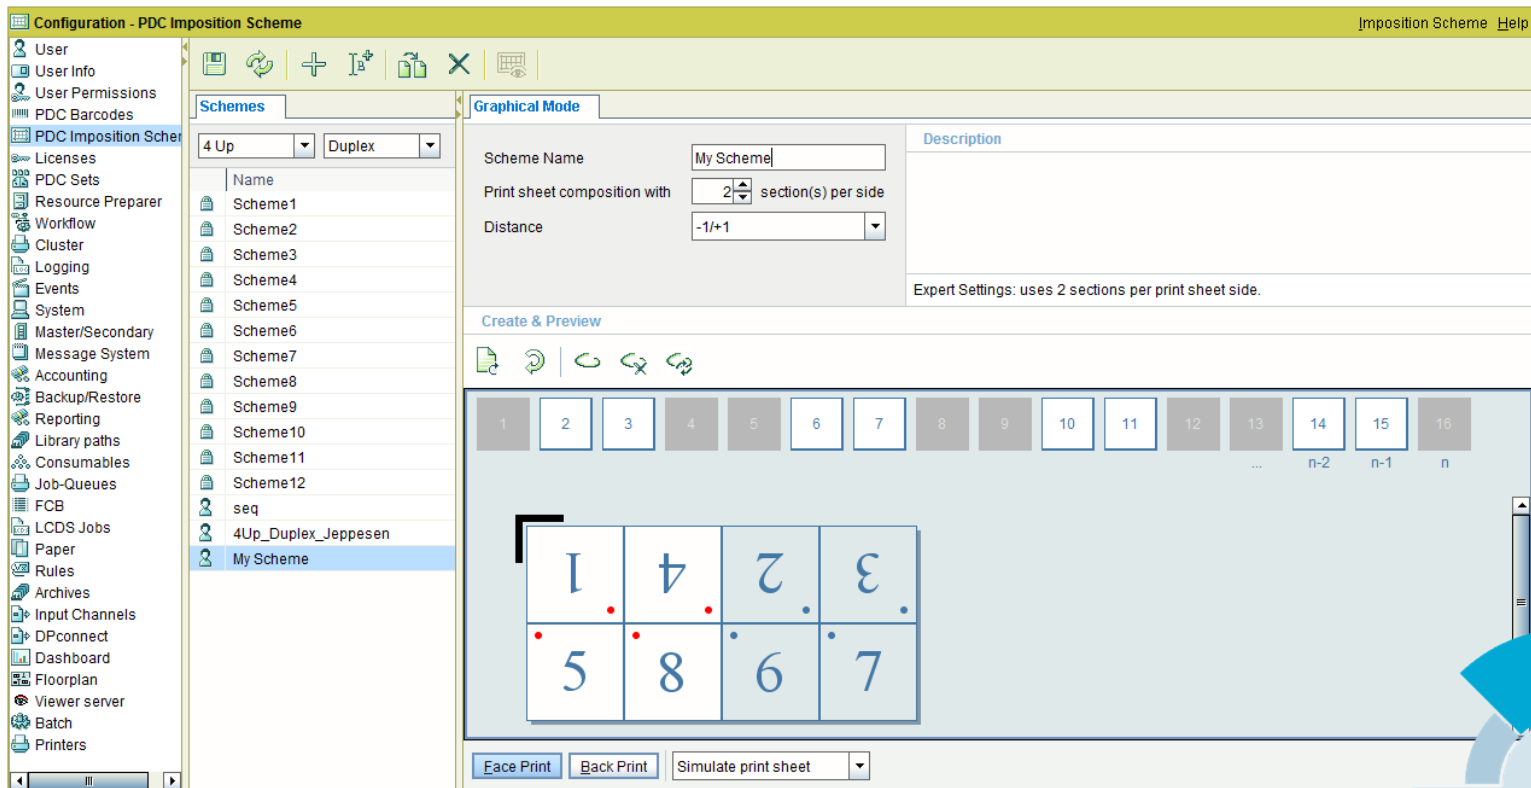 Configuration - PDC Imposition Scheme
Imposition Scheme Help
User
User Info
User Permissions
PDC Barcodes
PDC Imposition Scher
Licenses
PDC Sets
Resource Preparer
Workflow
Cluster
Logging
Events
System
Master/Secondary
Message System
Accounting
Backup/Restore
Reporting
Library paths
Consumables
Job-Queues
FCB
LCDS Jobs
Paper
Rules
Archives
Input Channels
DPconnect
Dashboard
Floorplan
Viewer server
Batch
Printers
Schemes
4 Up Duplex
Name
Scheme1
Scheme2
Scheme3
Scheme4
Scheme5
Scheme6
Scheme7
Scheme8
Scheme9
Scheme10
Scheme11
Scheme12
seq
4Up_Duplex_Jeppesen
My Scheme
Graphical Mode
Scheme Name My Scheme
Print sheet composition with 2 section(s) per side
Distance -1/+1
Description
Expert Settings: uses 2 sections per print sheet side.
Create & Preview
1 2 3 4 5 6 7 8 9 10 11 12 13 14 15 16
... n-2 n-1 n
1 4 2 3
5 8 6 7
Face Print Back Print Simulate print sheet